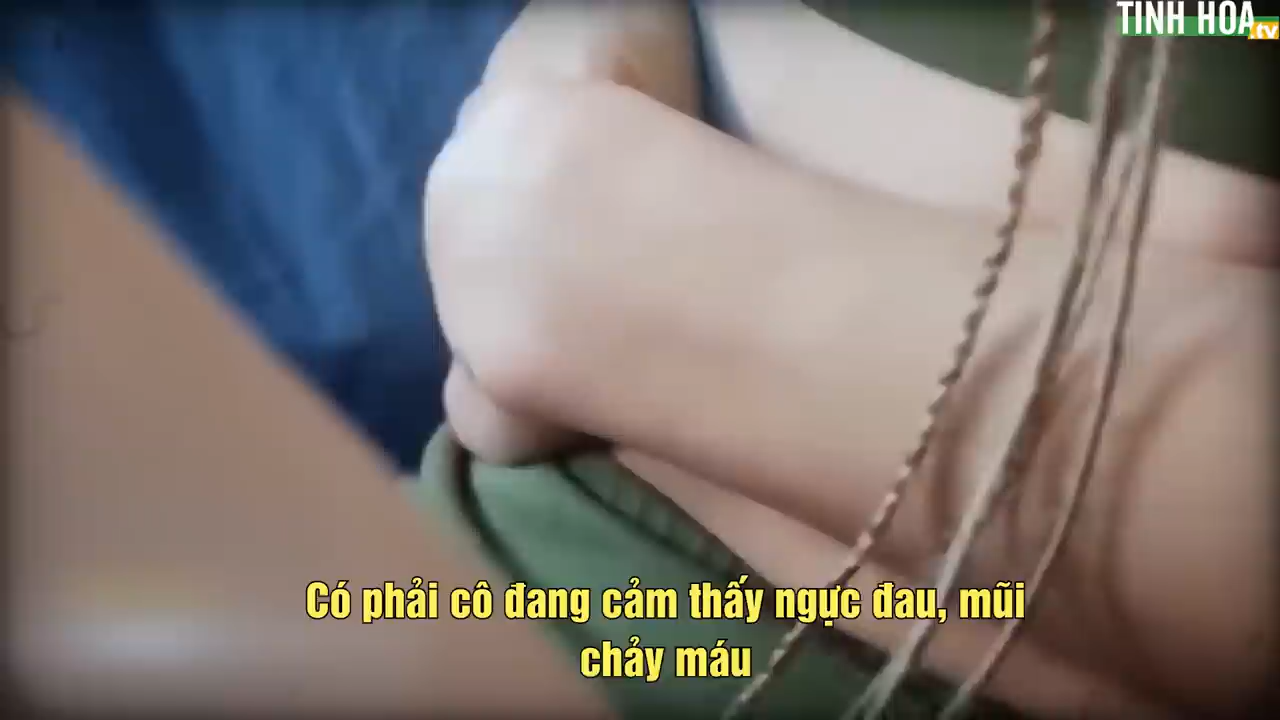 TINH HOA
.tv
Có phải cô đang cảm thấy ngực đau, mũi
chảy máu